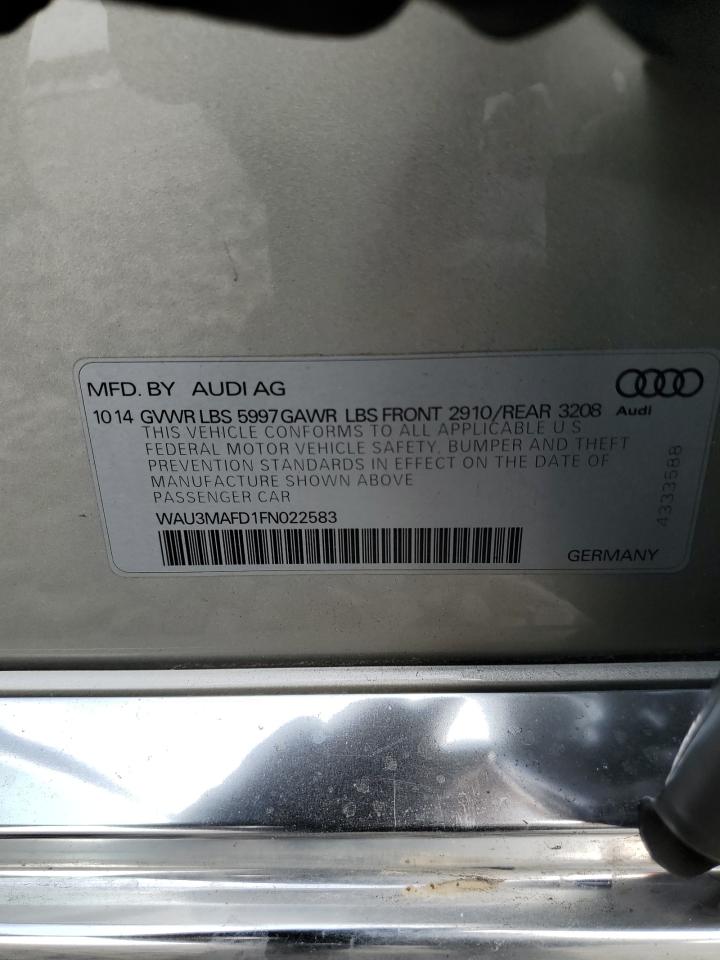 MFD. BY AUDI AG
1014 GVWR LBS 5997 GAWR LBS FRONT 2910/REAR 3208
Audi
THIS VEHICLE CONFORMS TO ALL APPLICABLE U S
FEDERAL MOTOR VEHICLE SAFETY, BUMPER AND THEFT
PREVENTION STANDARDS IN EFFECT ON THE DATE OF
MANUFACTURE SHOWN ABOVE
PASSENGER CAR
WAU3MAFD1FN022583
GERMANY
4333588